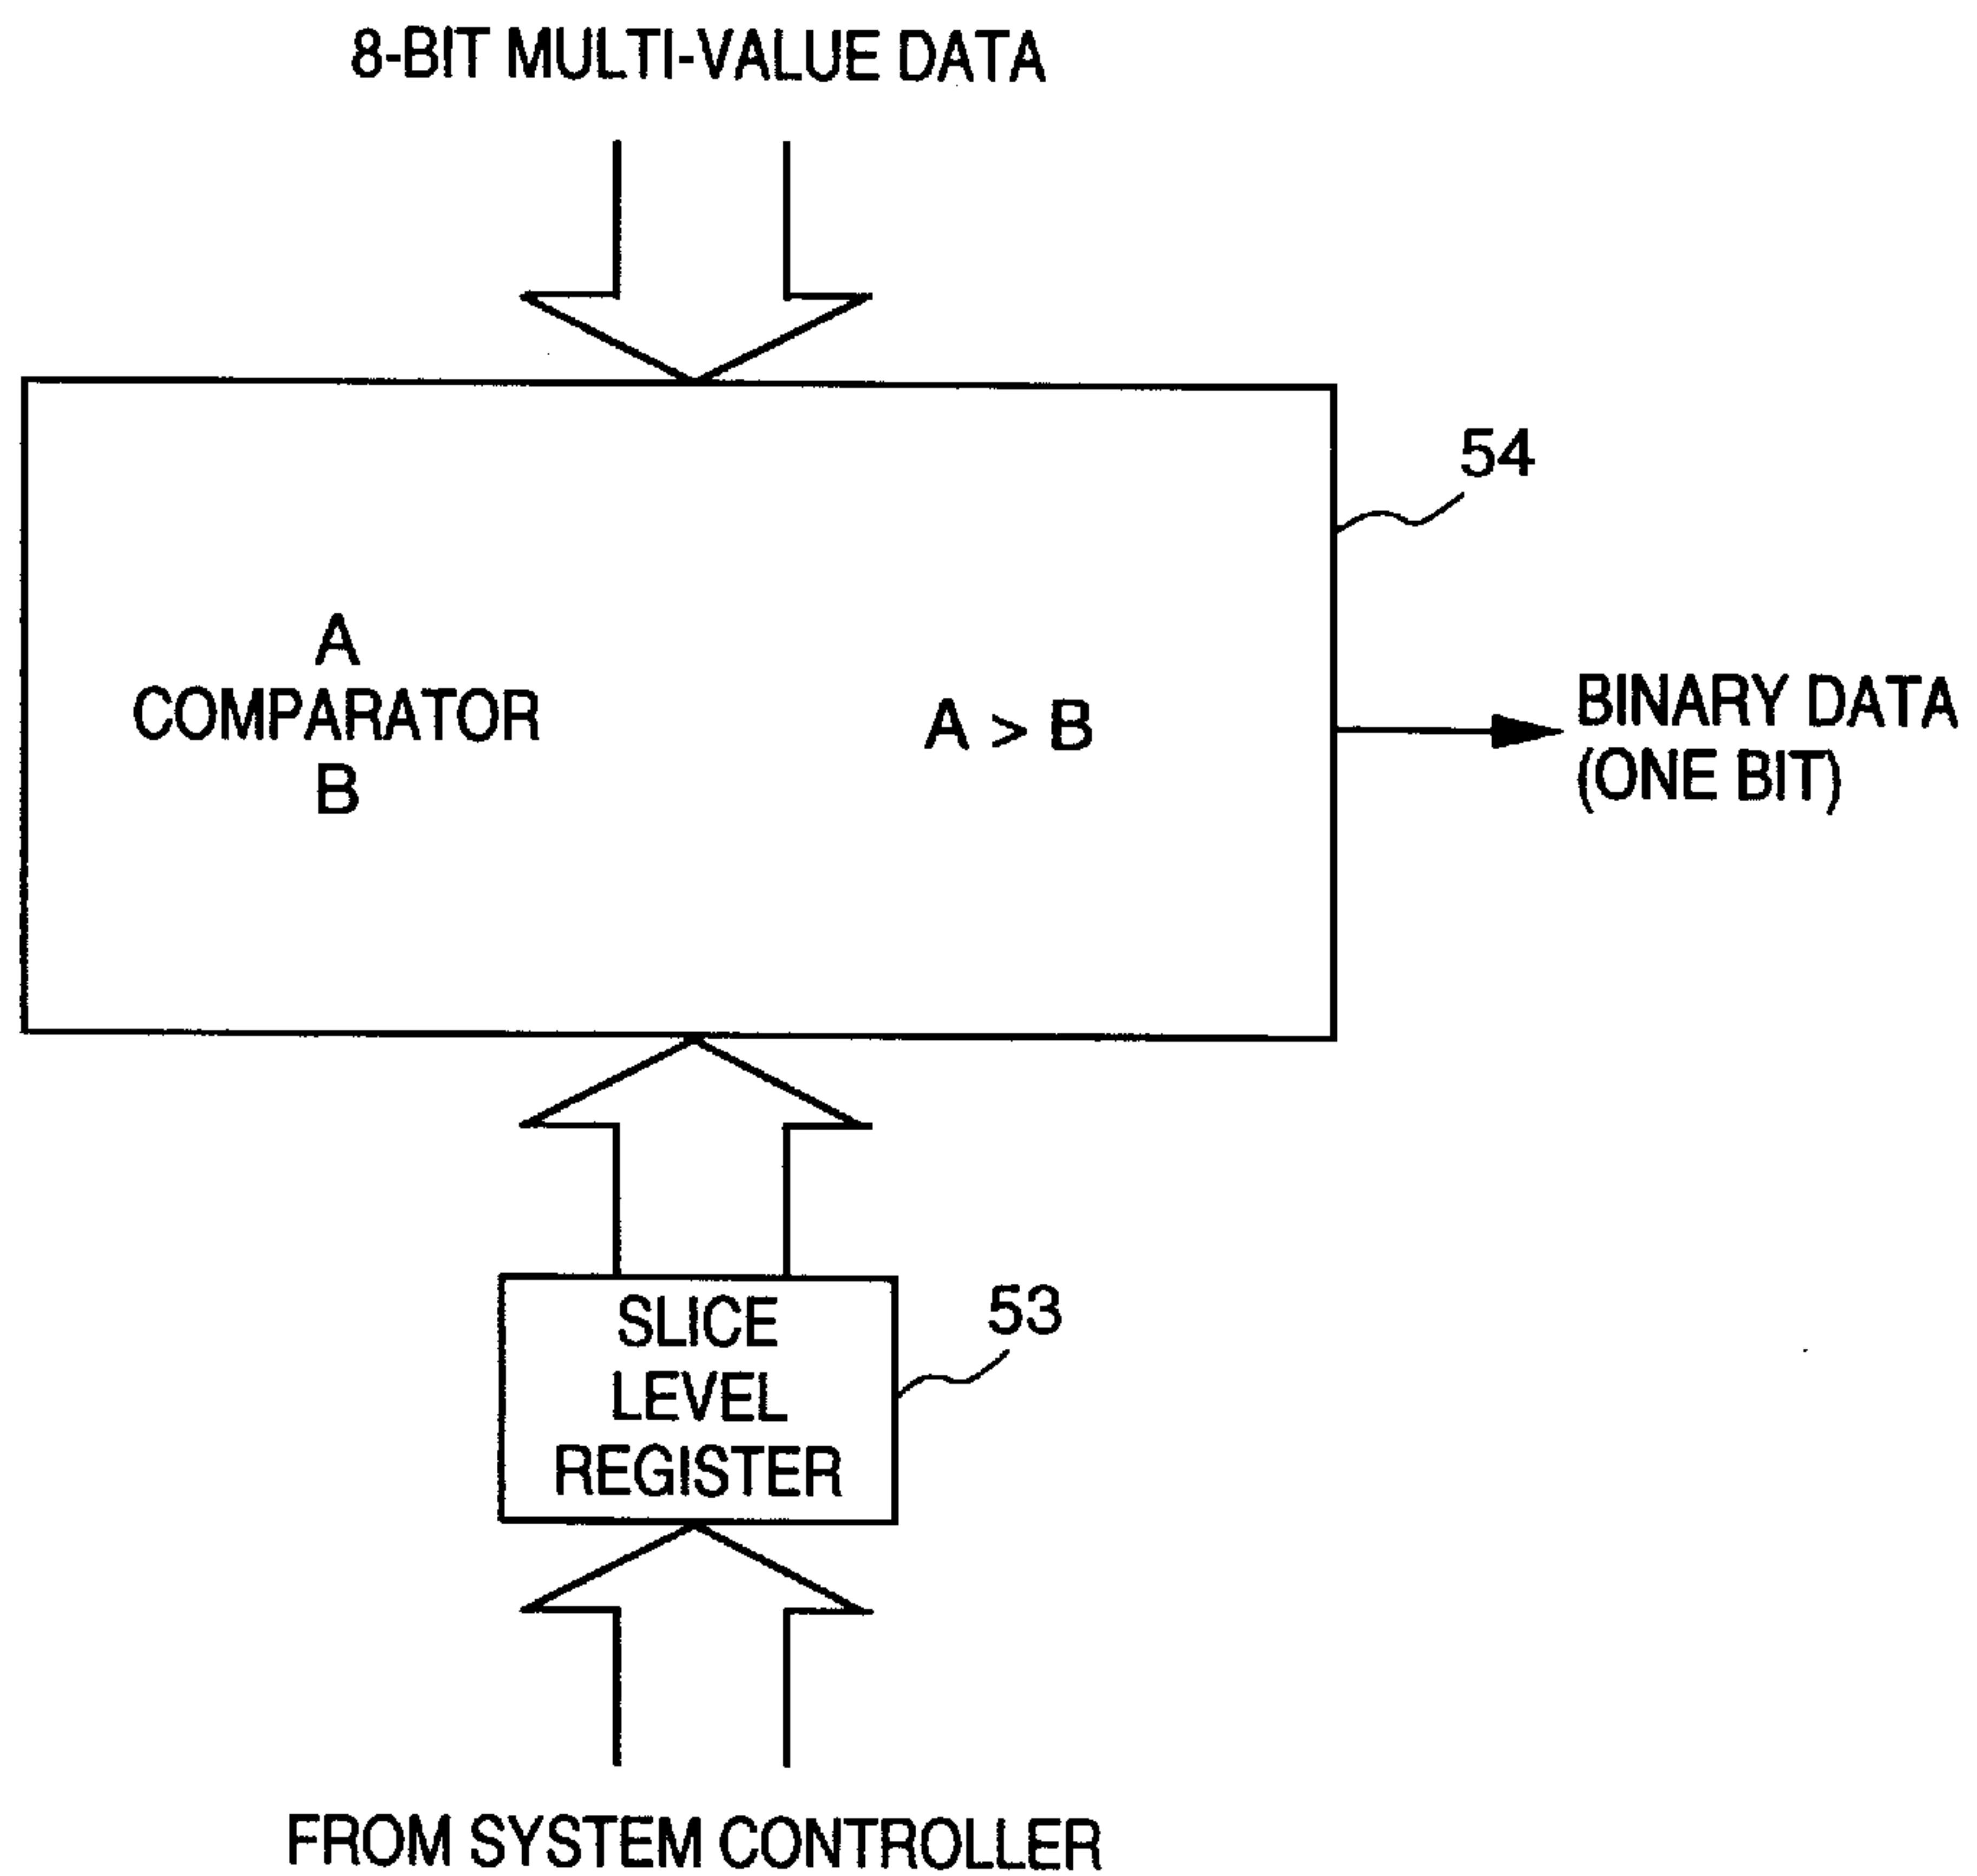 8-BIT MULTI-VALUE DATA
54
A
COMPARATOR
B
A > B
BINARY DATA
(ONE BIT)
SLICE
LEVEL
REGISTER
53
FROM SYSTEM CONTROLLER